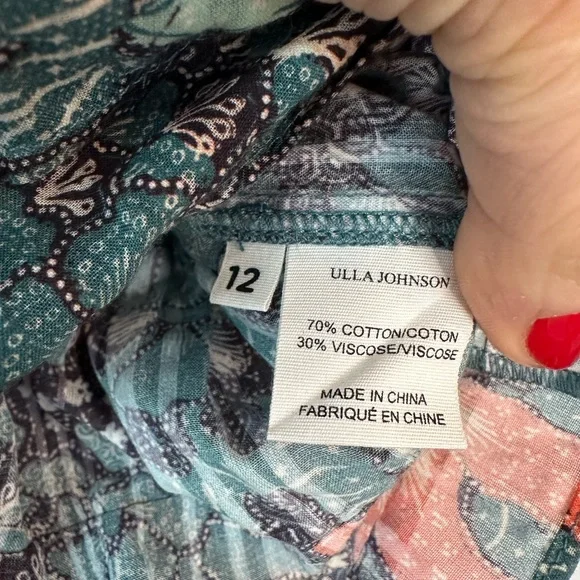 12
ULLA JOHNSON
70% COTTON/COTON
30% VISCOSE/VISCOSE
MADE IN CHINA
FABRIQUÉ EN CHINE